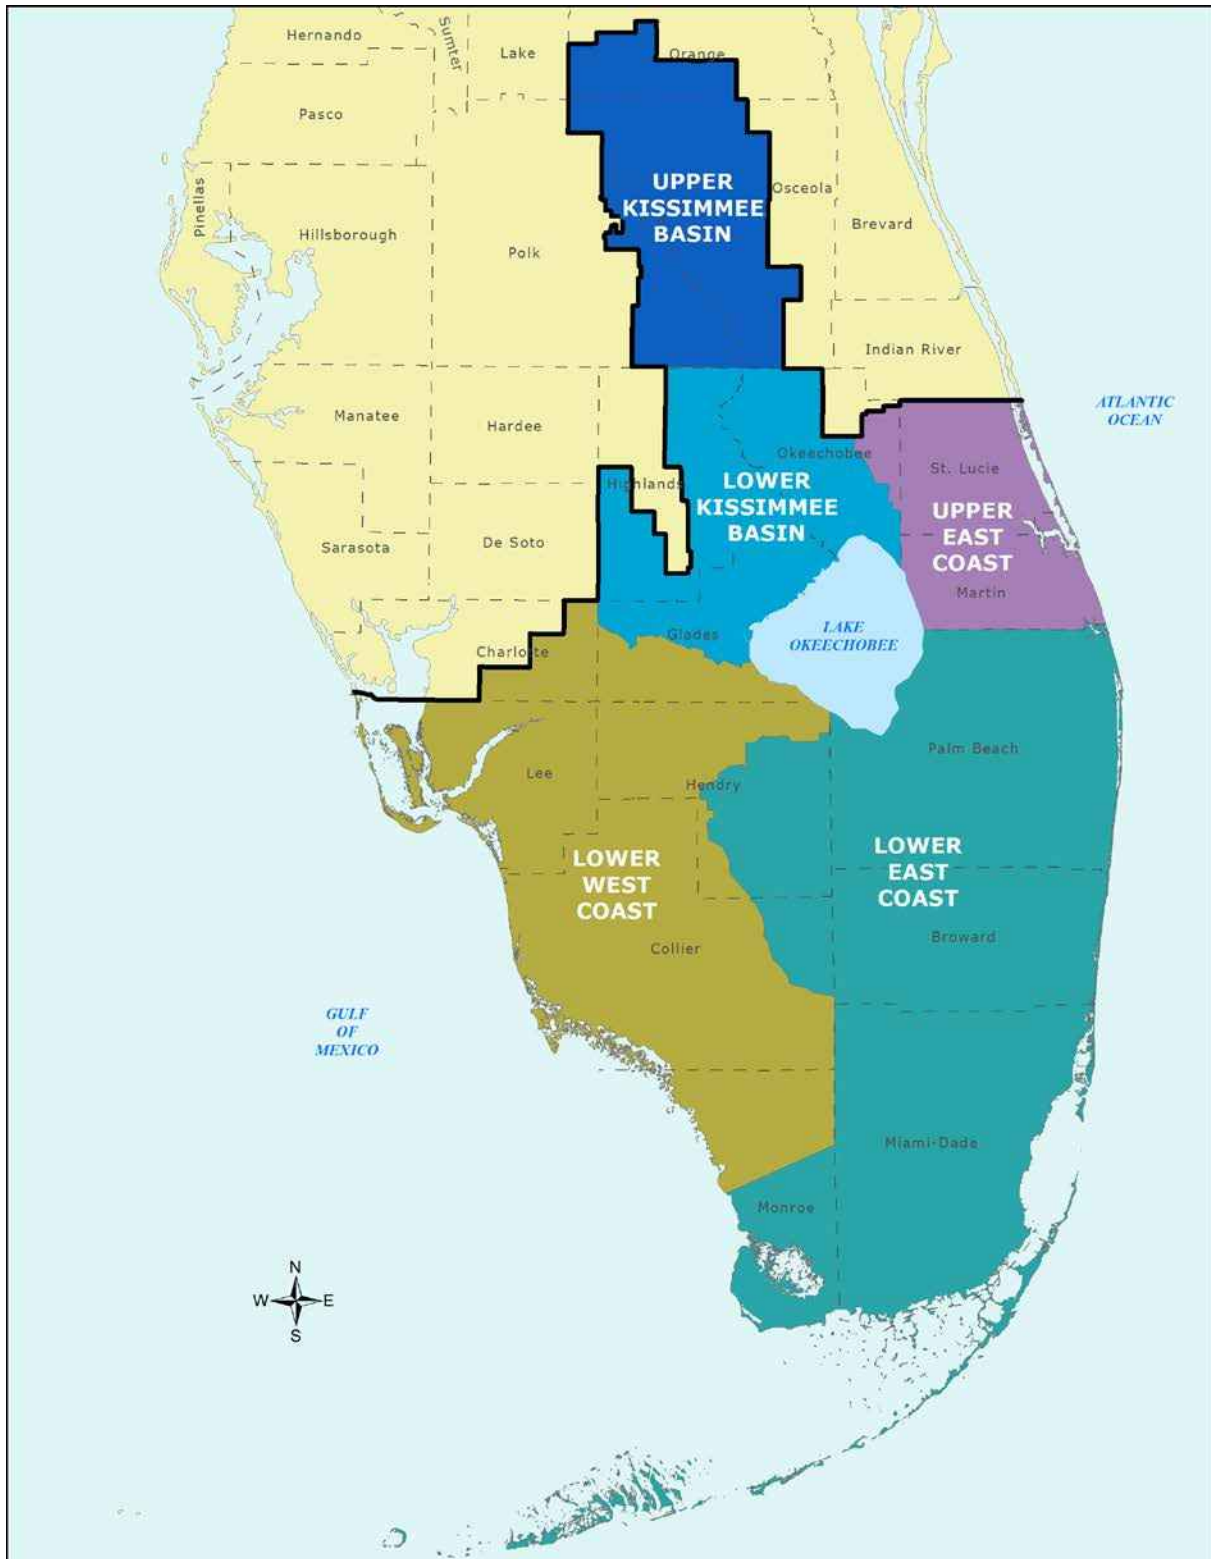 Hernando
Sumter
Lake
Orange
Pasco
Pinellas
Hillsborough
Polk
UPPER
KISSIMMEE
BASIN
Osceola
Brevard
Indian River
Manatee
Hardee
Highlands
Okeechobee
ATLANTIC
OCEAN
St. Lucie
LOWER
KISSIMMEE
BASIN
UPPER
EAST
COAST
Sarasota
De Soto
Martin
Charlotte
Glades
LAKE
OKEECHOBEE
Palm Beach
Lee
Hendry
LOWER
WEST
COAST
LOWER
EAST
COAST
Collier
Broward
GULF
OF
MEXICO
Miami-Dade
Monroe
N
W
E
S